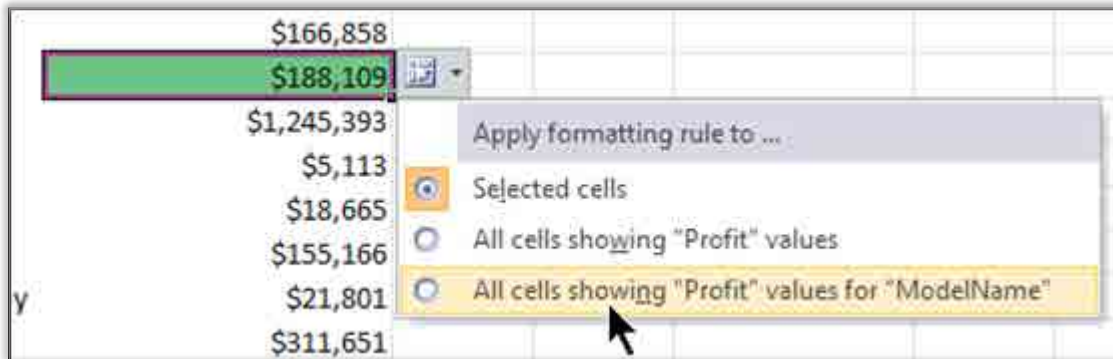 $166,858
$188,109
$1,245,393
Apply formatting rule to ...
$5,113
Selected cells
$18,665
All cells showing "Profit" values
$155,166
All cells showing "Profit" values for "ModelName"
y $21,801
$311,651